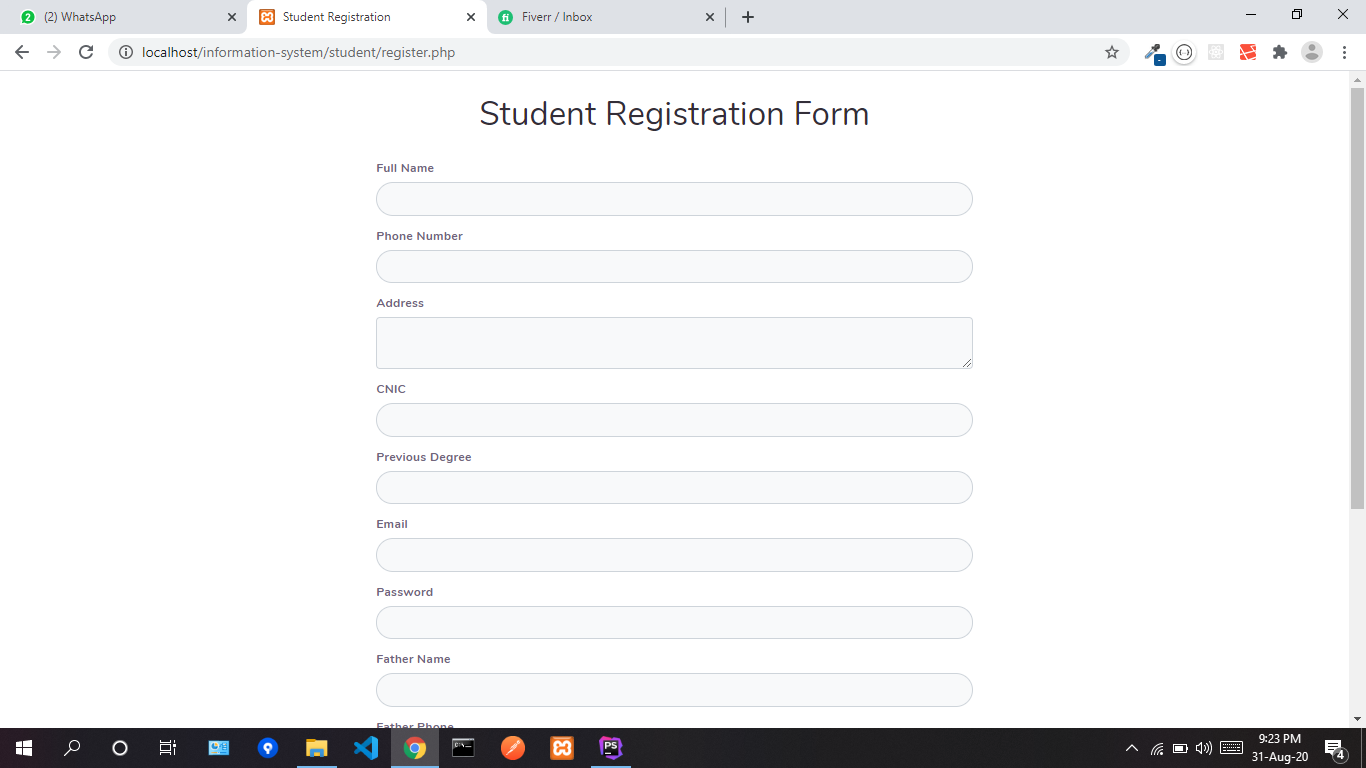 (2) WhatsApp
Student Registration
Fiverr / Inbox
localhost/information-system/student/register.php
Student Registration Form
Full Name
Phone Number
Address
CNIC
Previous Degree
Email
Password
Father Name
Father Phone
9:23 PM
31-Aug-20
4